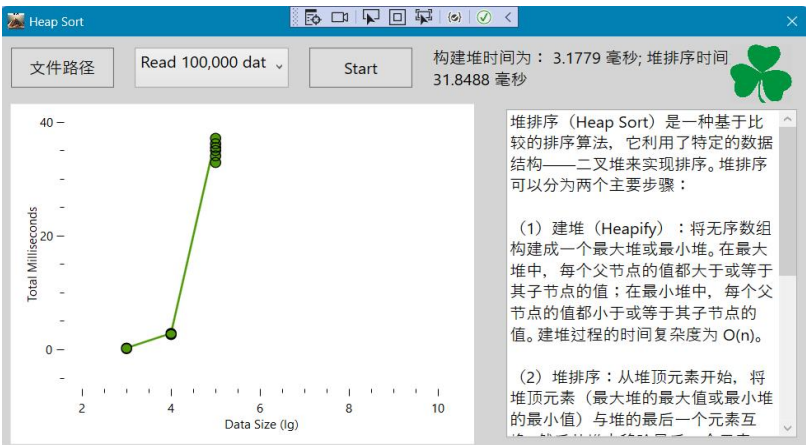 Heap Sort
文件路径
Read 100,000 dat
Start
构建堆时间为： 3.1779 毫秒; 堆排序时间
31.8488 毫秒
40
20
0
Total Milliseconds
2
4
6
8
10
Data Size (lg)
堆排序（Heap Sort）是一种基于比
较的排序算法，它利用了特定的数据
结构——二叉堆来实现排序。堆排序
可以分为两个主要步骤：
（1）建堆（Heapify）：将无序数组
构建成一个最大堆或最小堆。在最大
堆中，每个父节点的值都大于或等于
其子节点的值；在最小堆中，每个父
节点的值都小于或等于其子节点的
值。建堆过程的时间复杂度为 O(n)。
（2）堆排序：从堆顶元素开始，将
堆顶元素（最大堆的最大值或最小堆
的最小值）与堆的最后一个元素互